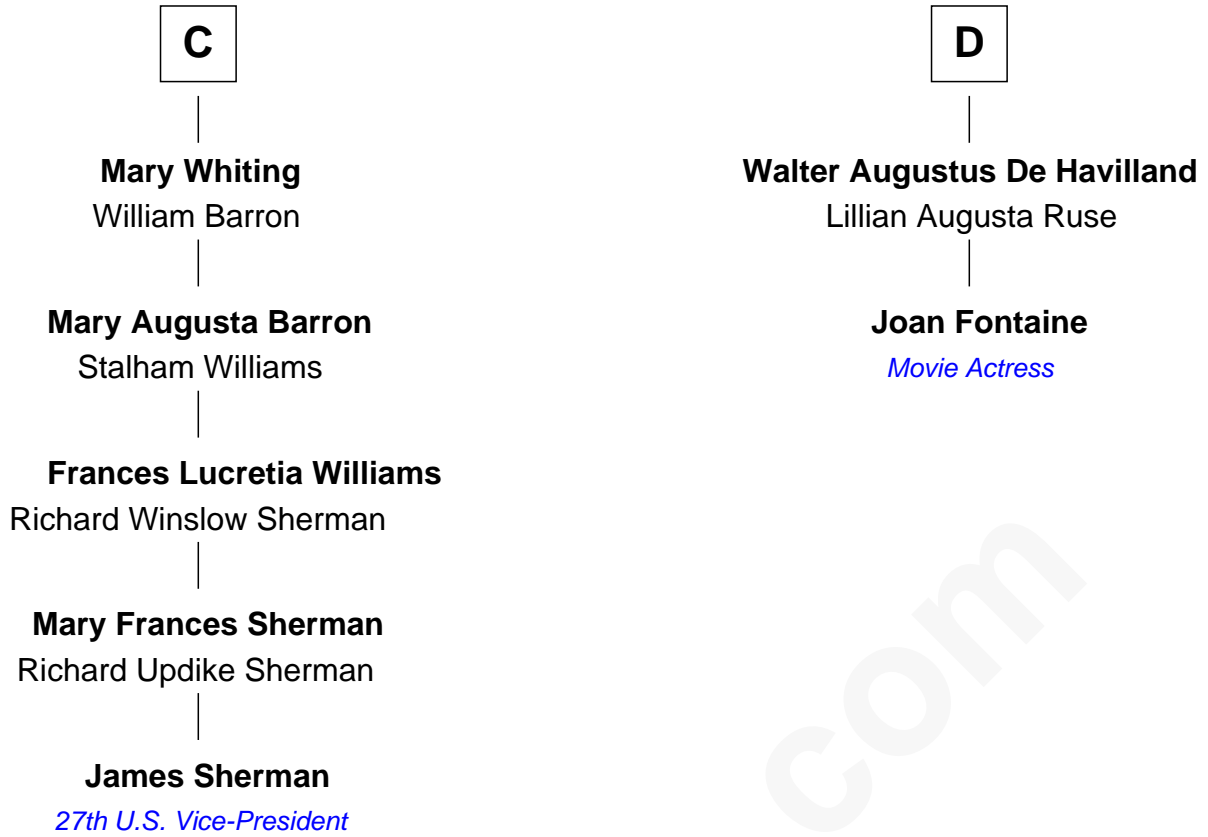 C
Mary Whiting
William Barron
Mary Augusta Barron
Stalham Williams
Frances Lucretia Williams
Richard Winslow Sherman
Mary Frances Sherman
Richard Updike Sherman
James Sherman
27th U.S. Vice-President
D
Walter Augustus De Havilland
Lillian Augusta Ruse
Joan Fontaine
Movie Actress
com